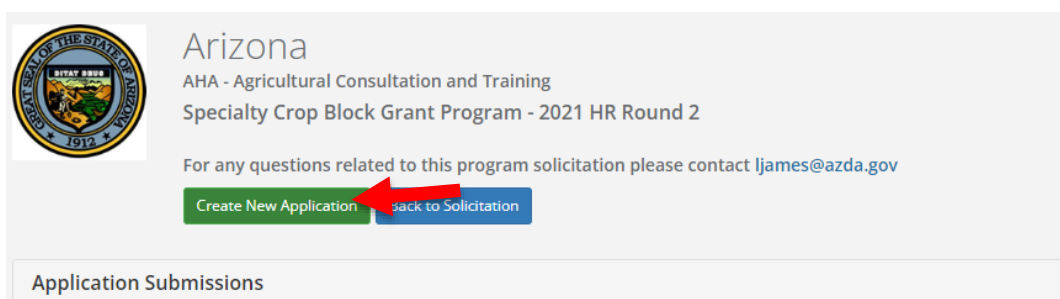 GREAT SEAL OF THE STATE OF ARIZONA
DITAT DEUS
1912
Arizona
AHA - Agricultural Consultation and Training
Specialty Crop Block Grant Program - 2021 HR Round 2
For any questions related to this program solicitation please contact ljames@azda.gov
Create New Application
Back to Solicitation
Application Submissions